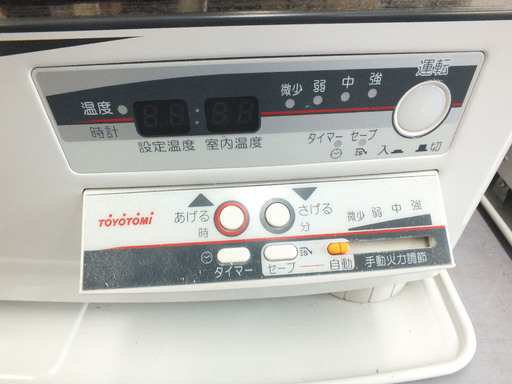 運転
微少 弱 中 強
温度
時計
設定温度 室内温度
タイマー セーブ
入 切
TOYOTOMI
あげる
時
さげる
分
微少 弱 中 強
タイマー
セーブ
自動
手動火力調節